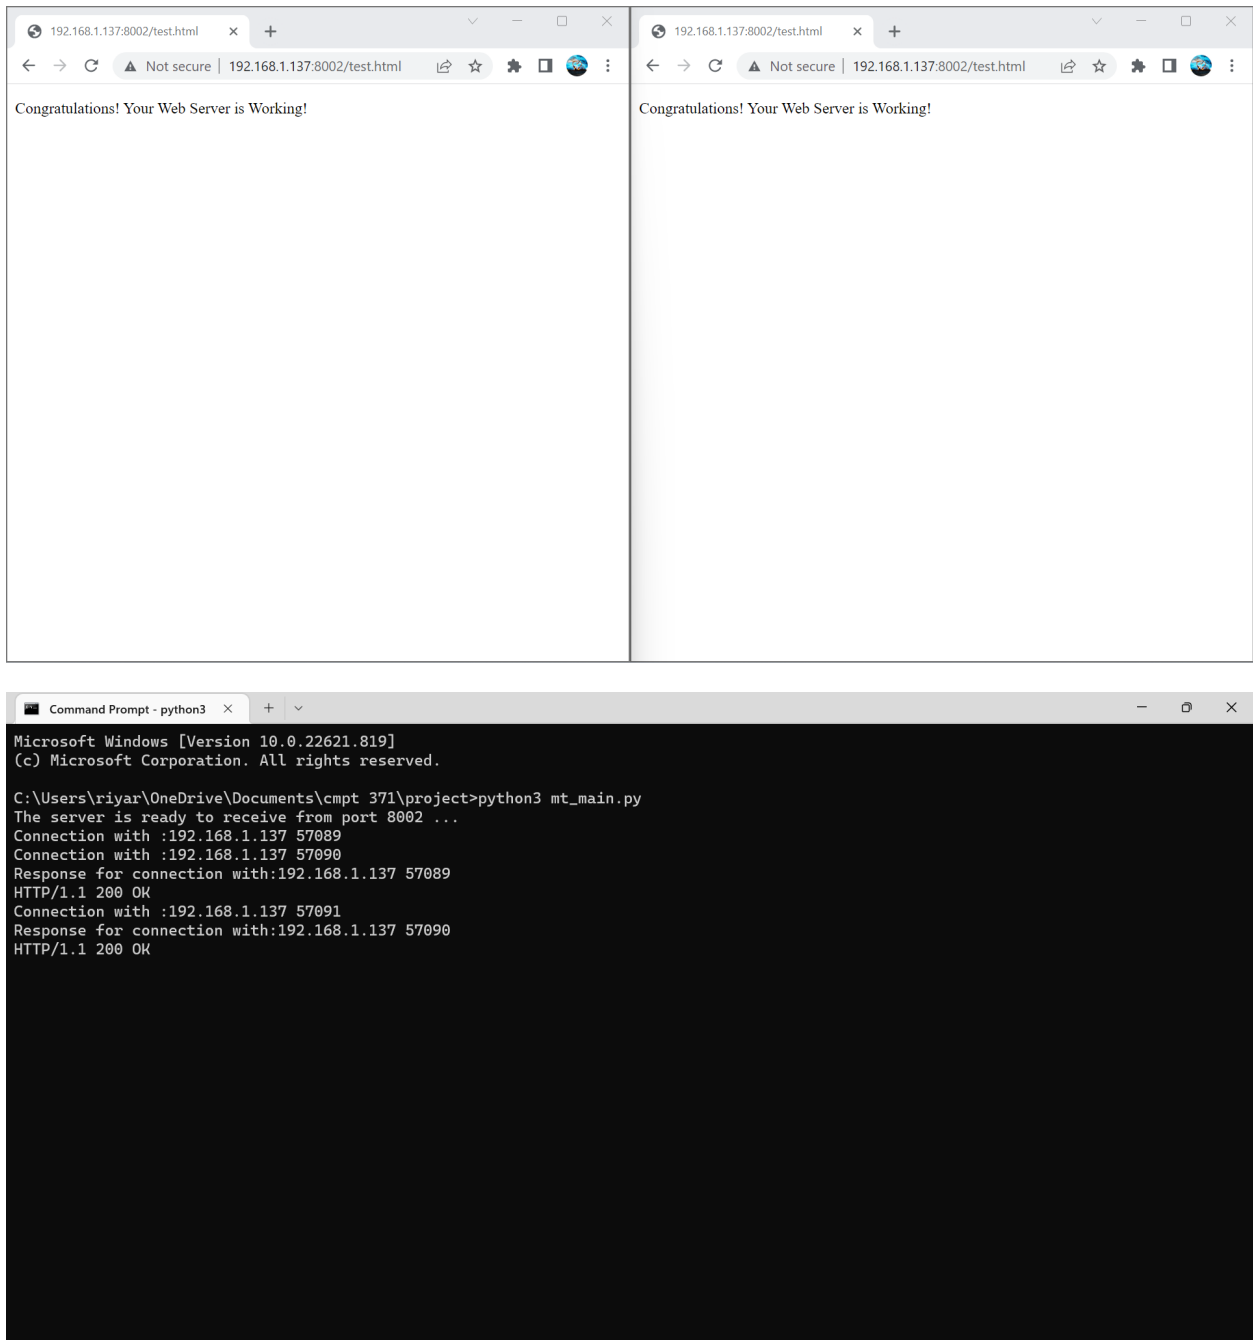 192.168.1.137:8002/test.html
Not secure | 192.168.1.137:8002/test.html
Congratulations! Your Web Server is Working!
192.168.1.137:8002/test.html
Not secure | 192.168.1.137:8002/test.html
Congratulations! Your Web Server is Working!
Command Prompt - python3
Microsoft Windows [Version 10.0.22621.819]
(c) Microsoft Corporation. All rights reserved.
C:\Users\riyar\OneDrive\Documents\cmpt 371\project>python3 mt_main.py
The server is ready to receive from port 8002 ...
Connection with :192.168.1.137 57089
Connection with :192.168.1.137 57090
Response for connection with:192.168.1.137 57089
HTTP/1.1 200 OK
Connection with :192.168.1.137 57091
Response for connection with:192.168.1.137 57090
HTTP/1.1 200 OK